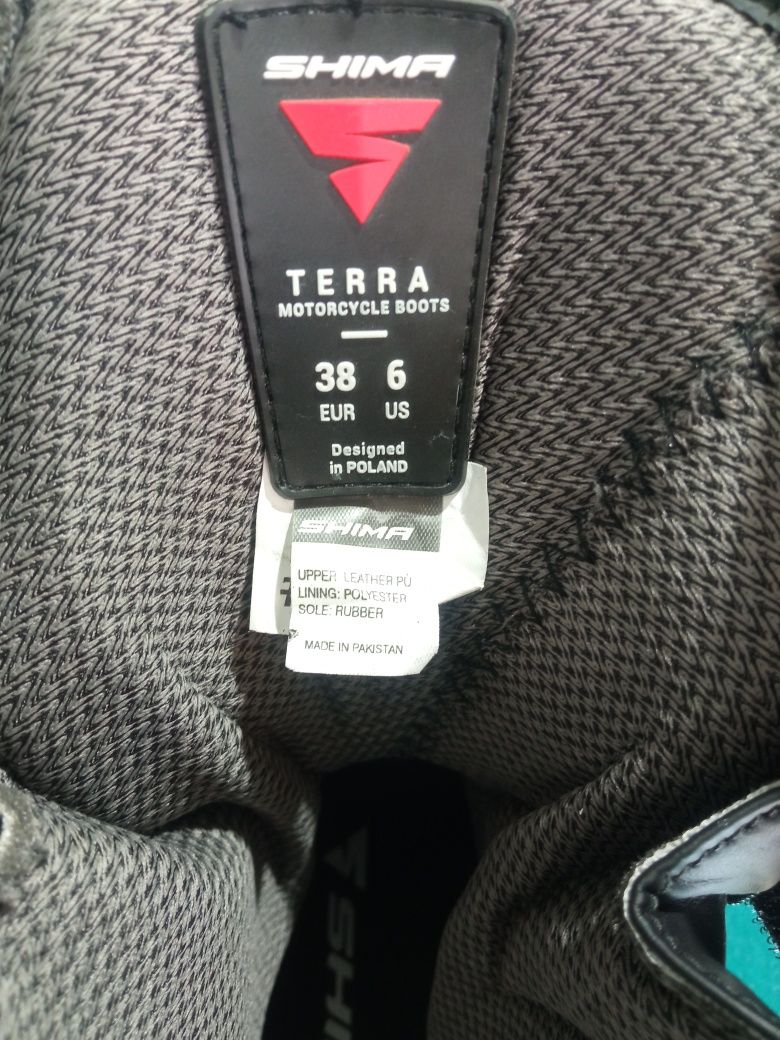 SHIMA
TERRA
MOTORCYCLE BOOTS
38 6
EUR US
Designed
in POLAND
SHIMA
UPPER LEATHER PU
LINING: POLYESTER
SOLE: RUBBER
MADE IN PAKISTAN
SHI